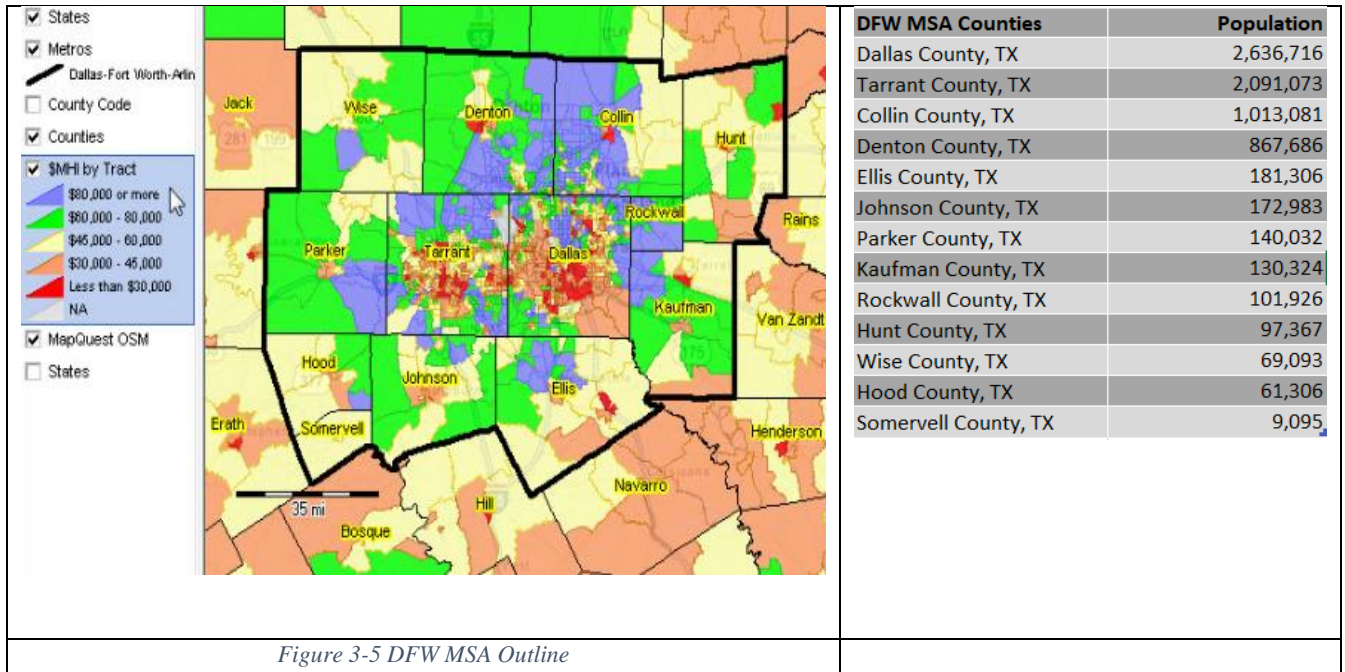 States
Metros
Dallas-Fort Worth-Arlin
County Code
Counties
$MHI by Tract
$80,000 or more
$60,000 - 80,000
$45,000 - 60,000
$30,000 - 45,000
Less than $30,000
NA
MapQuest OSM
States
Jack
Wise
Denton
Collin
Hunt
Parker
Tarrant
Dallas
Rockwall
Rains
Kaufman
Van Zandt
Hood
Johnson
Ellis
Erath
Somervell
Henderson
Navarro
Hill
Bosque
35 mi
DFW MSA Counties Population
Dallas County, TX 2,636,716
Tarrant County, TX 2,091,073
Collin County, TX 1,013,081
Denton County, TX 867,686
Ellis County, TX 181,306
Johnson County, TX 172,983
Parker County, TX 140,032
Kaufman County, TX 130,324
Rockwall County, TX 101,926
Hunt County, TX 97,367
Wise County, TX 69,093
Hood County, TX 61,306
Somervell County, TX 9,095
Figure 3-5 DFW MSA Outline